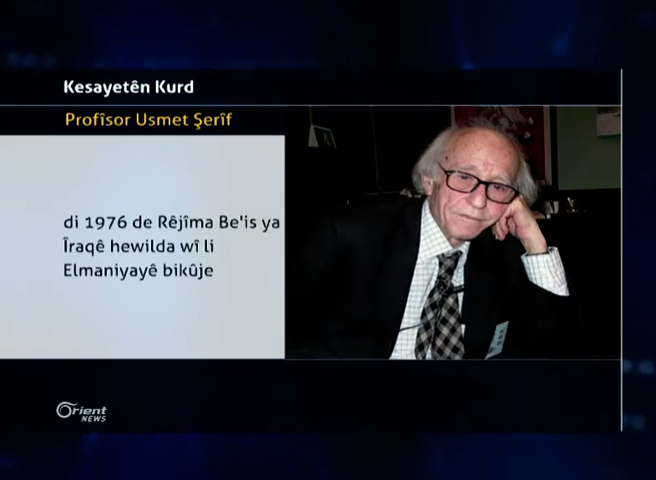 Kesayetên Kurd
Profîsor Usmet Şerîf
di 1976 de Rêjîma Be'is ya
Îraqê hewilda wî li
Elmaniyayê bikûje
Orient
NEWS